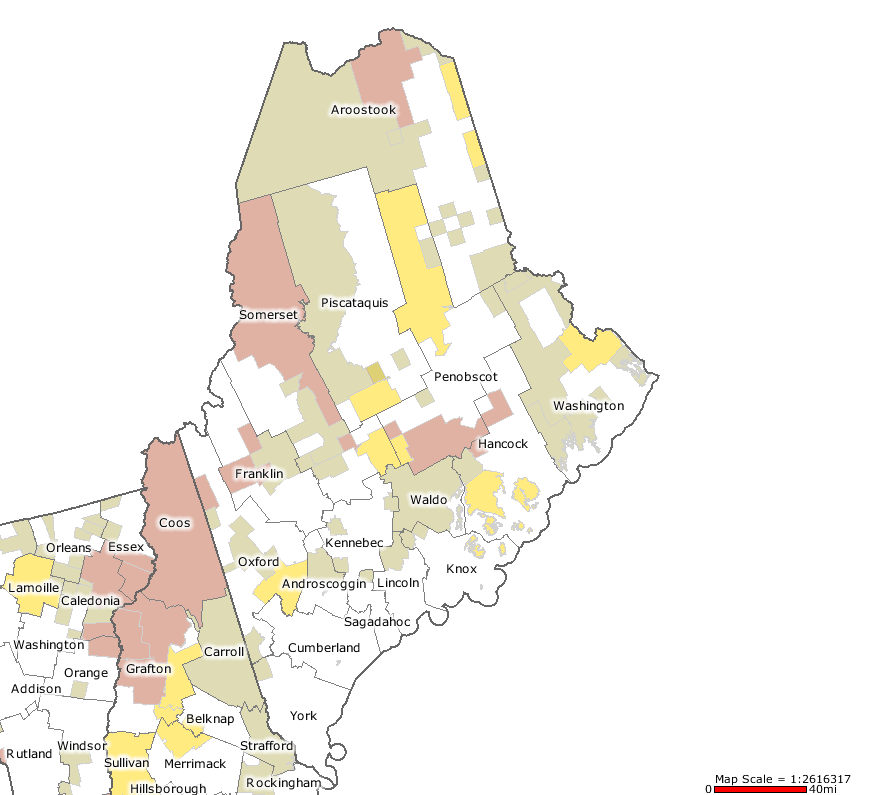 Aroostook
Piscataquis
Somerset
Penobscot
Washington
Hancock
Franklin
Waldo
Coos
Kennebec
Orleans
Essex
Oxford
Knox
Androscoggin
Lincoln
Lamoille
Caledonia
Sagadahoc
Washington
Cumberland
Carroll
Grafton
Orange
Addison
York
Belknap
Windsor
Strafford
Rutland
Sullivan
Merrimack
Rockingham
Hillsborough
Map Scale = 1:2616317
0 40mi